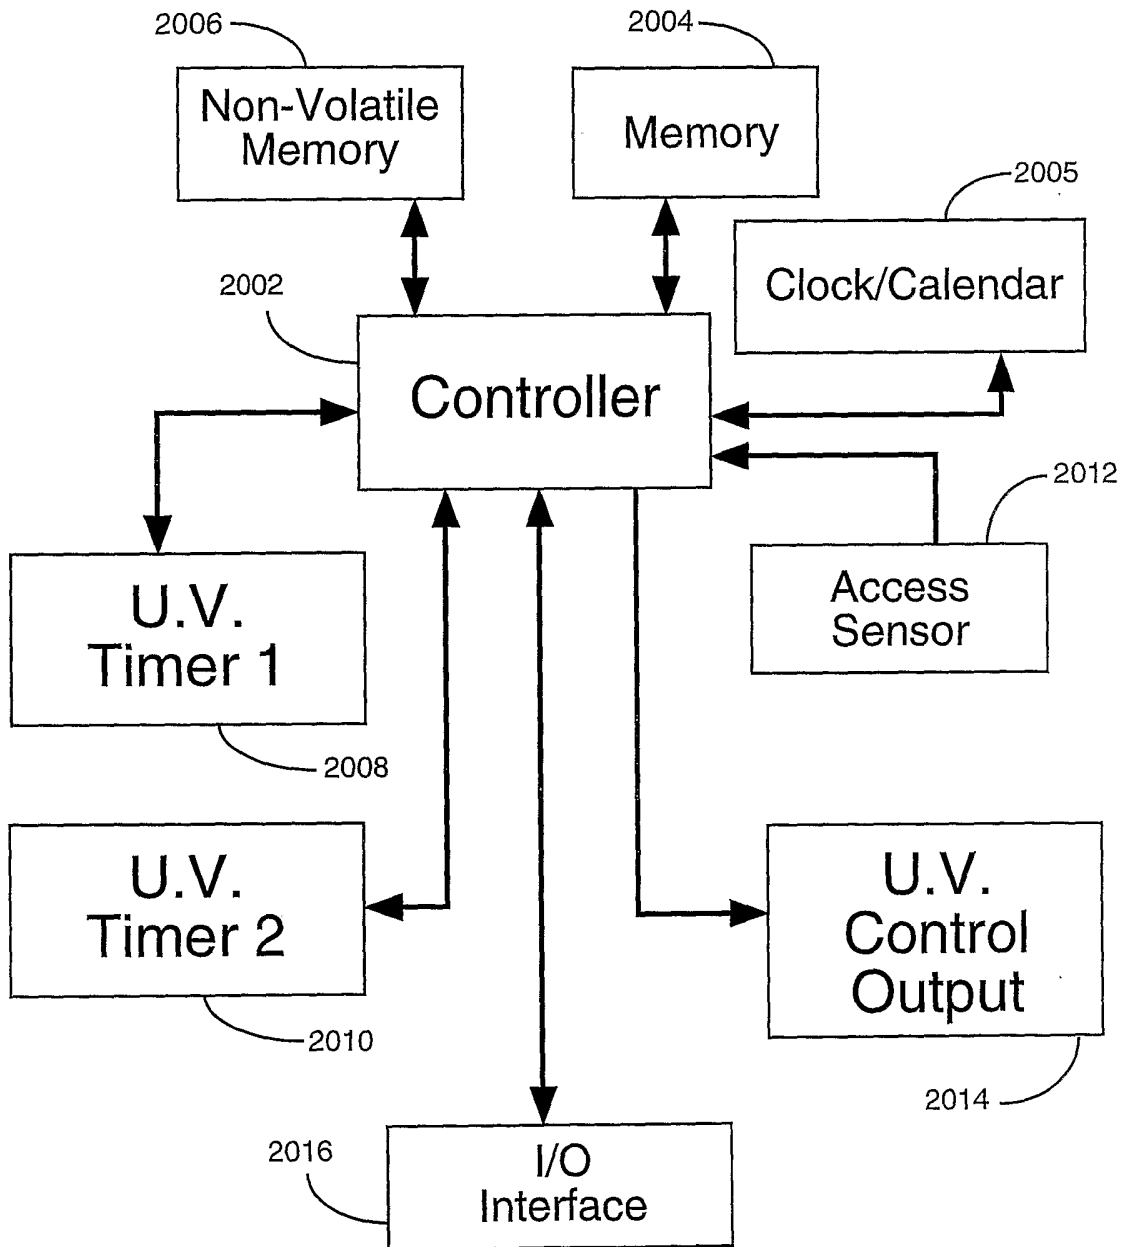 2006
2004
Non-Volatile
Memory
Memory
2005
Clock/Calendar
2002
Controller
2012
Access
Sensor
U.V.
Timer 1
2008
U.V.
Timer 2
2010
U.V.
Control
Output
2014
2016
I/O
Interface